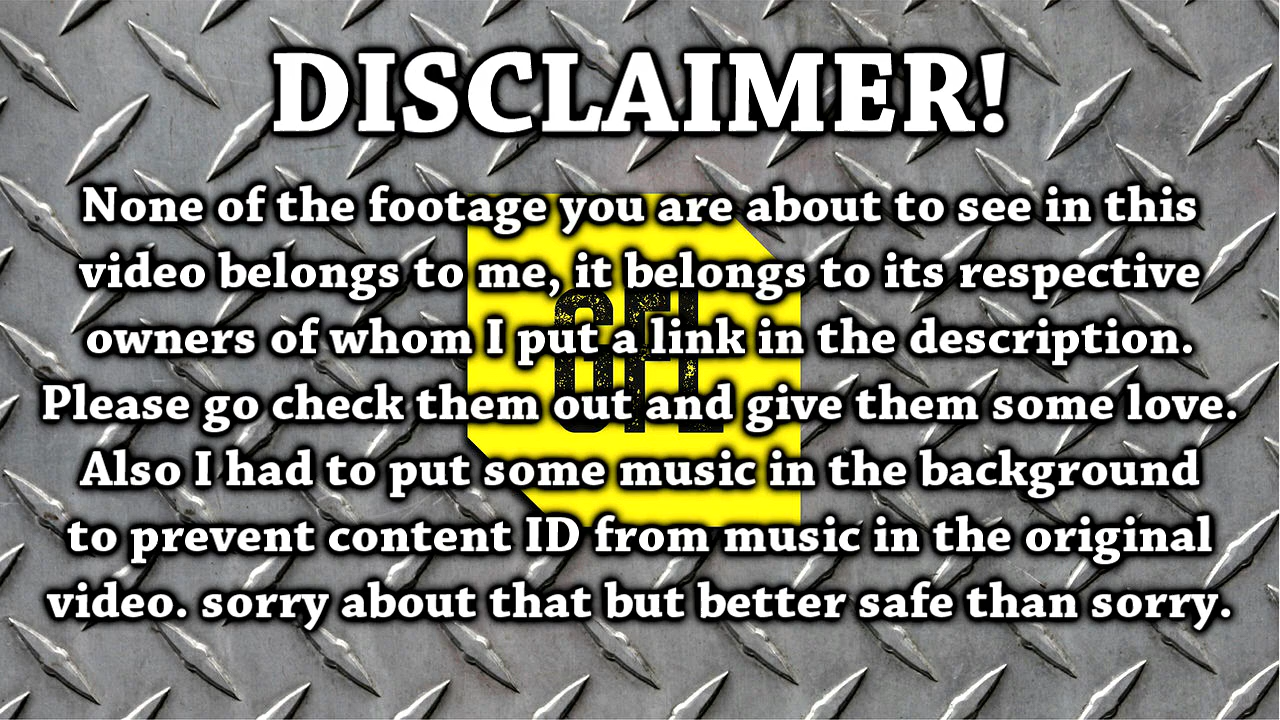 DISCLAIMER!
None of the footage you are about to see in this
video belongs to me, it belongs to its respective
owners of whom I put a link in the description.
Please go check them out and give them some love.
Also I had to put some music in the background
to prevent content ID from music in the original
video. sorry about that but better safe than sorry.
GFL